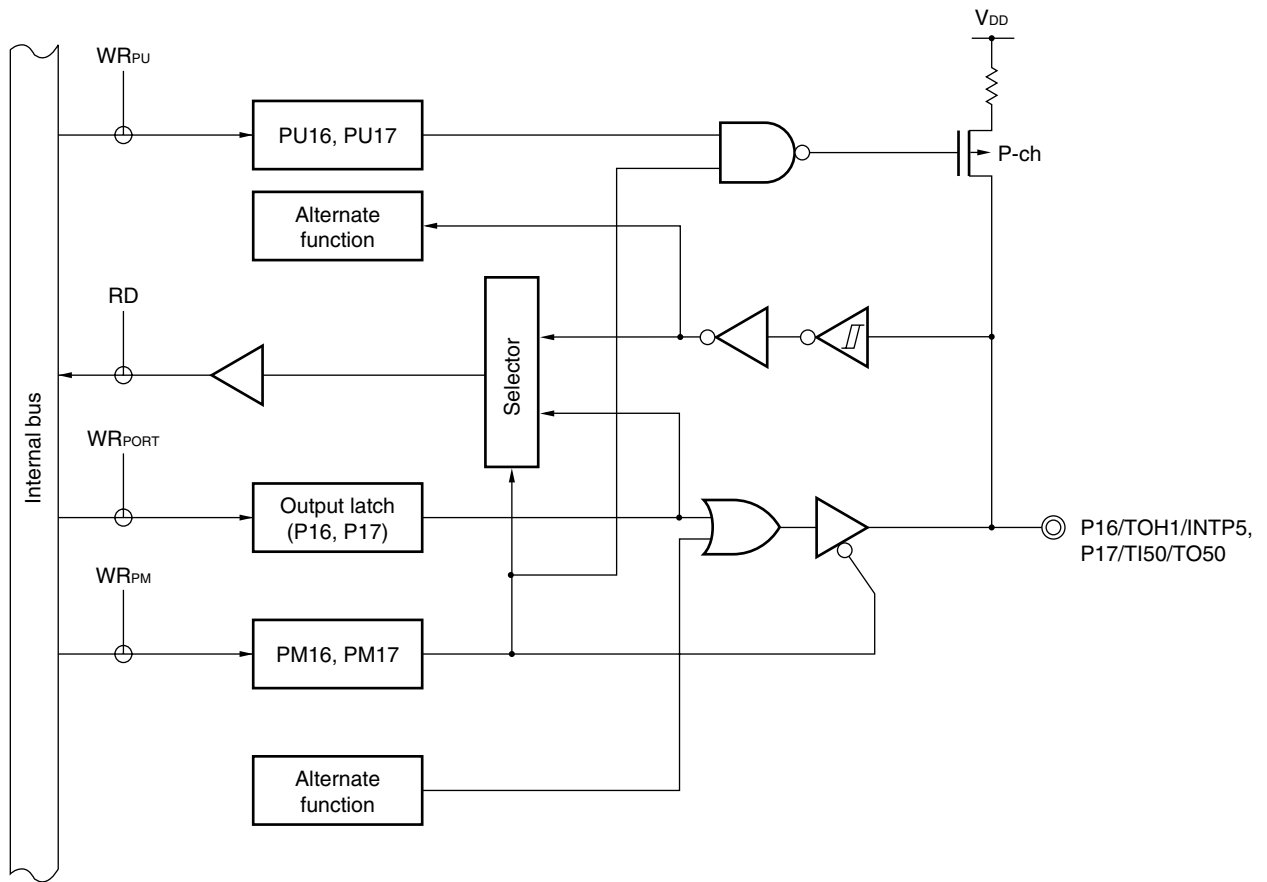 VDD
WRPU
PU16, PU17
P-ch
Alternate
function
RD
Selector
Internal bus
WRPORT
Output latch
(P16, P17)
P16/TOH1/INTP5,
P17/TI50/TO50
WRPM
PM16, PM17
Alternate
function